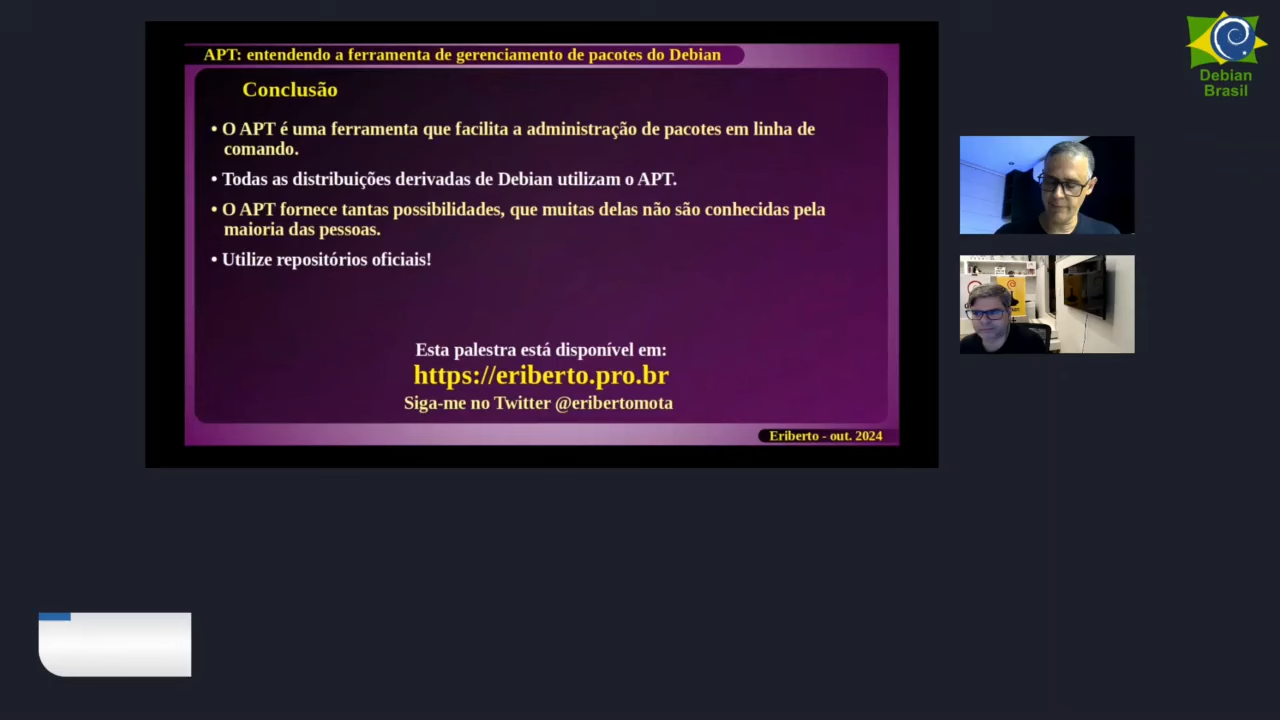 APT: entendendo a ferramenta de gerenciamento de pacotes do Debian
Conclusão
• O APT é uma ferramenta que facilita a administração de pacotes em linha de
comando.
• Todas as distribuições derivadas de Debian utilizam o APT.
• O APT fornece tantas possibilidades, que muitas delas não são conhecidas pela
maioria das pessoas.
• Utilize repositórios oficiais!
Esta palestra está disponível em:
https://eriberto.pro.br
Siga-me no Twitter @eribertomota
Eriberto - out. 2024
Debian
Brasil